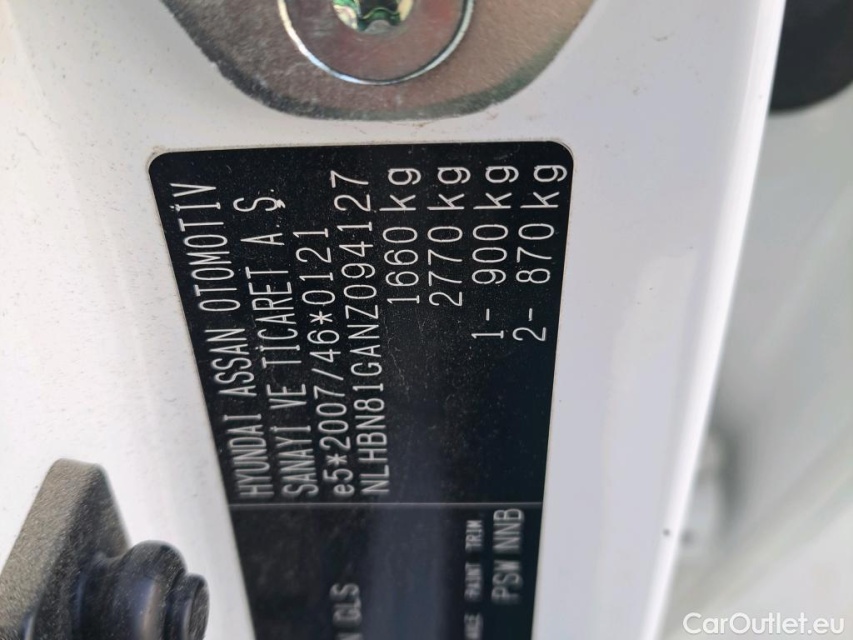 HYUNDAI ASSAN OTOMOTİV
SANAYİ VE TİCARET A.Ş.
e5*2007/46*0121
NLHBN81GANZ094127
1660 kg
2770 kg
1- 900 kg
2- 870 kg
GLS
PAINT TRIM
PSW NNB
CarOutlet.eu